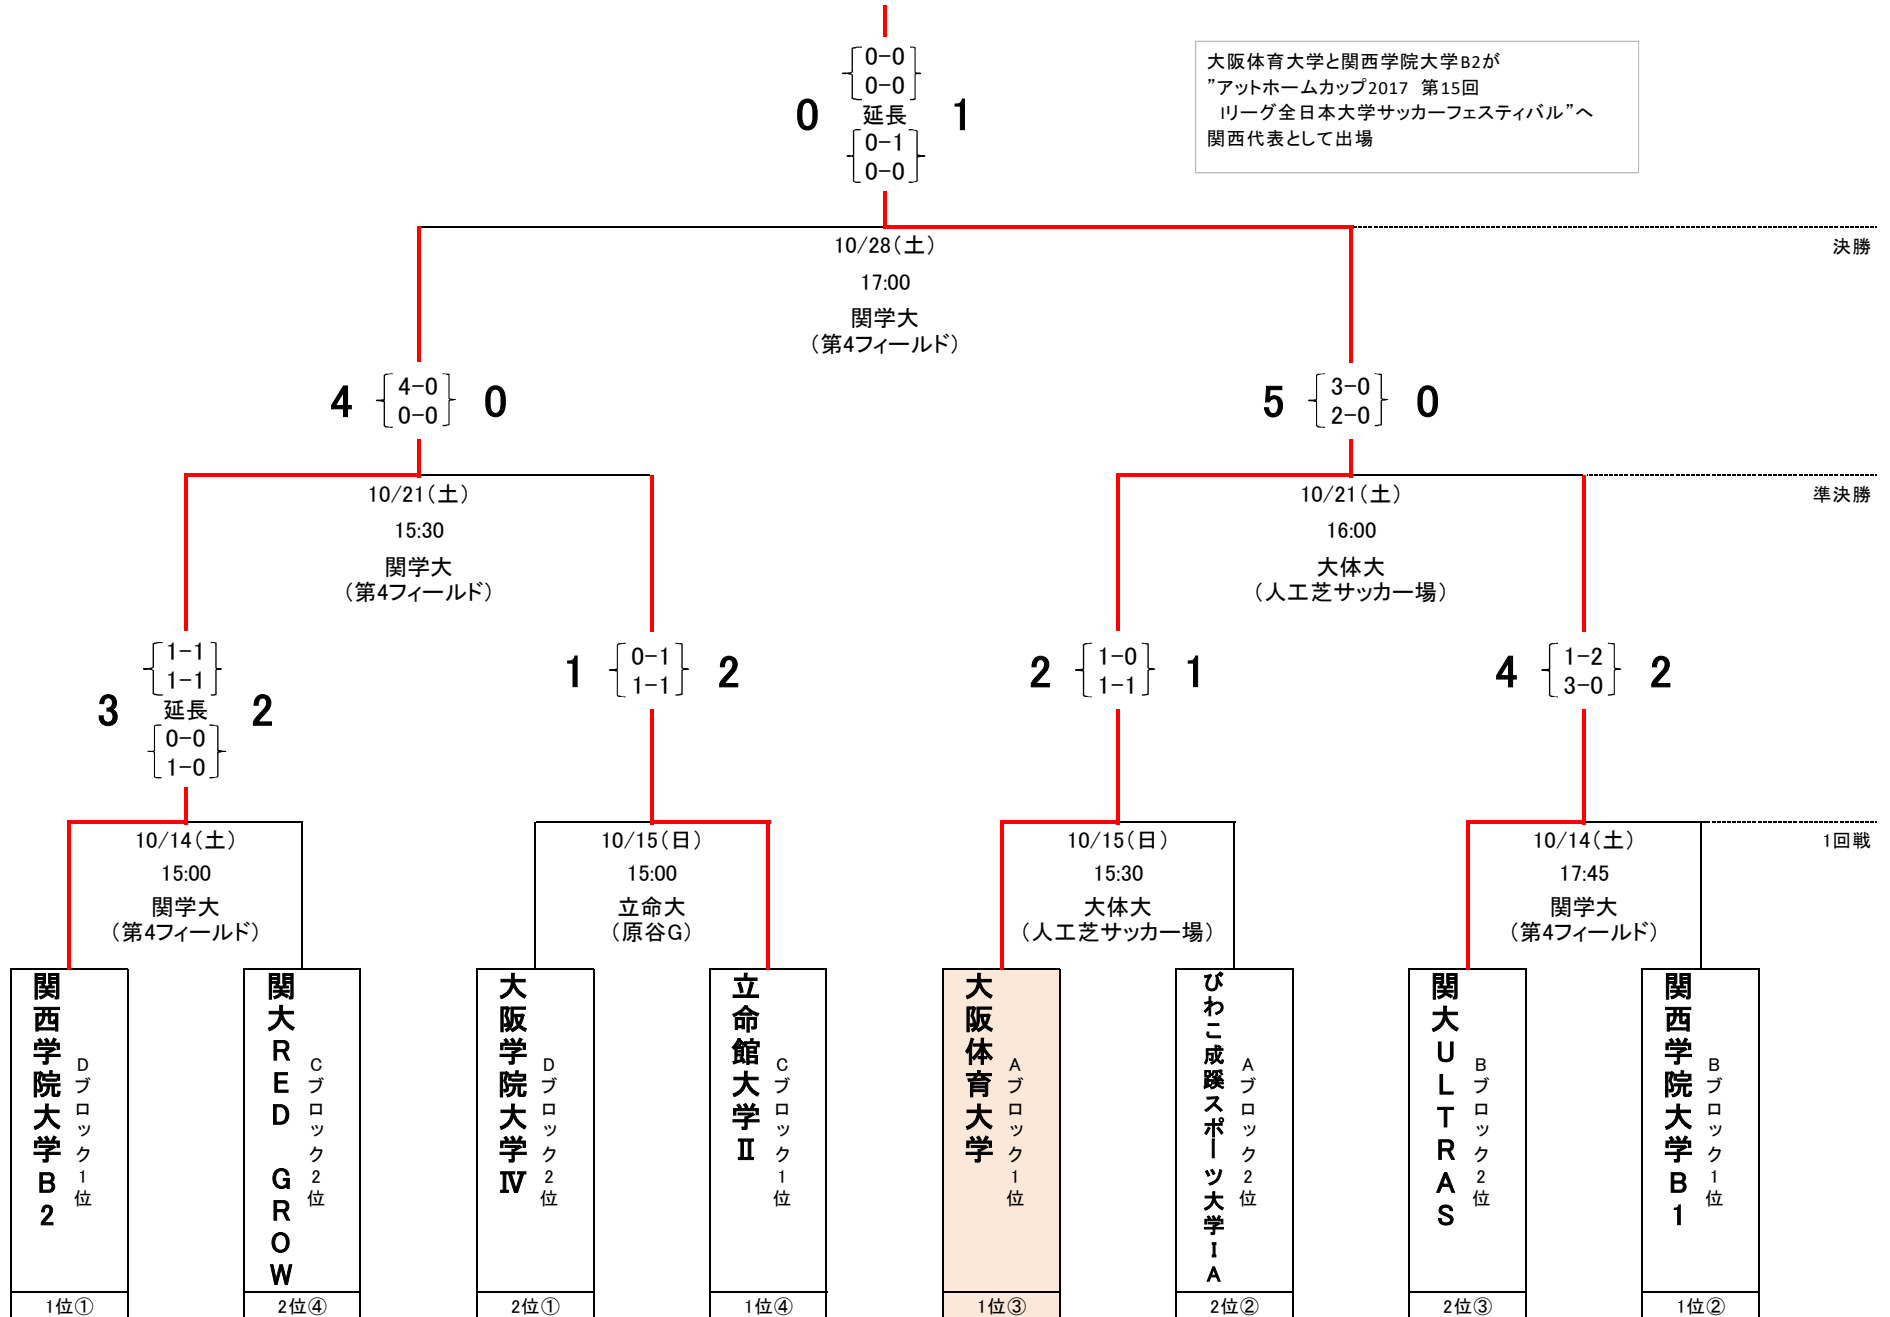 0-0
0-0
0 延長 1
0-1
0-0
大阪体育大学と関西学院大学B2が
”アットホームカップ2017 第15回
Iリーグ全日本大学サッカーフェスティバル”へ
関西代表として出場
10/28(土)
決勝
17:00
関学大
(第4フィールド)
4-0
4 0
0-0
3-0
5 0
2-0
10/21(土)
15:30
関学大
(第4フィールド)
10/21(土)
準決勝
16:00
大体大
(人工芝サッカー場)
1-1
1-1
3 延長 2
0-0
1-0
0-1
1 2
1-1
1-0
2 1
1-1
1-2
4 2
3-0
10/14(土)
15:00
関学大
(第4フィールド)
10/15(日)
15:00
立命大
(原谷G)
10/15(日)
15:30
大体大
(人工芝サッカー場)
10/14(土)
1回戦
17:45
関学大
(第4フィールド)
関西学院大学B2
Dブロック1位
1位①
関大RED GROW
Cブロック2位
2位④
大阪学院大学Ⅳ
Dブロック2位
2位①
立命館大学Ⅱ
Cブロック1位
1位④
大阪体育大学
Aブロック1位
1位③
びわこ成蹊スポーツ大学IA
Aブロック2位
2位②
関大ULTRAS
Bブロック2位
2位③
関西学院大学B1
Bブロック1位
1位②